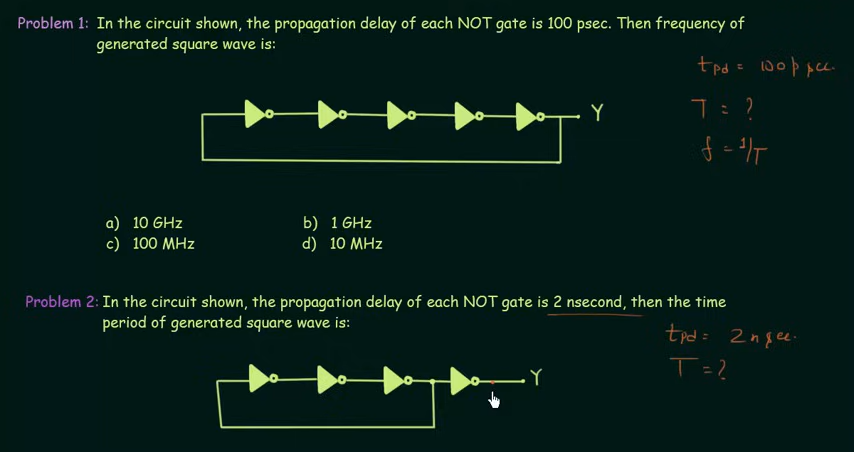 Problem 1: In the circuit shown, the propagation delay of each NOT gate is 100 psec. Then frequency of
generated square wave is:
tpd = 100 p sec.
T = ?
f = 1/T
Y
a) 10 GHz b) 1 GHz
c) 100 MHz d) 10 MHz
Problem 2: In the circuit shown, the propagation delay of each NOT gate is 2 nsecond, then the time
period of generated square wave is:
tpd = 2 n sec.
T = ?
Y